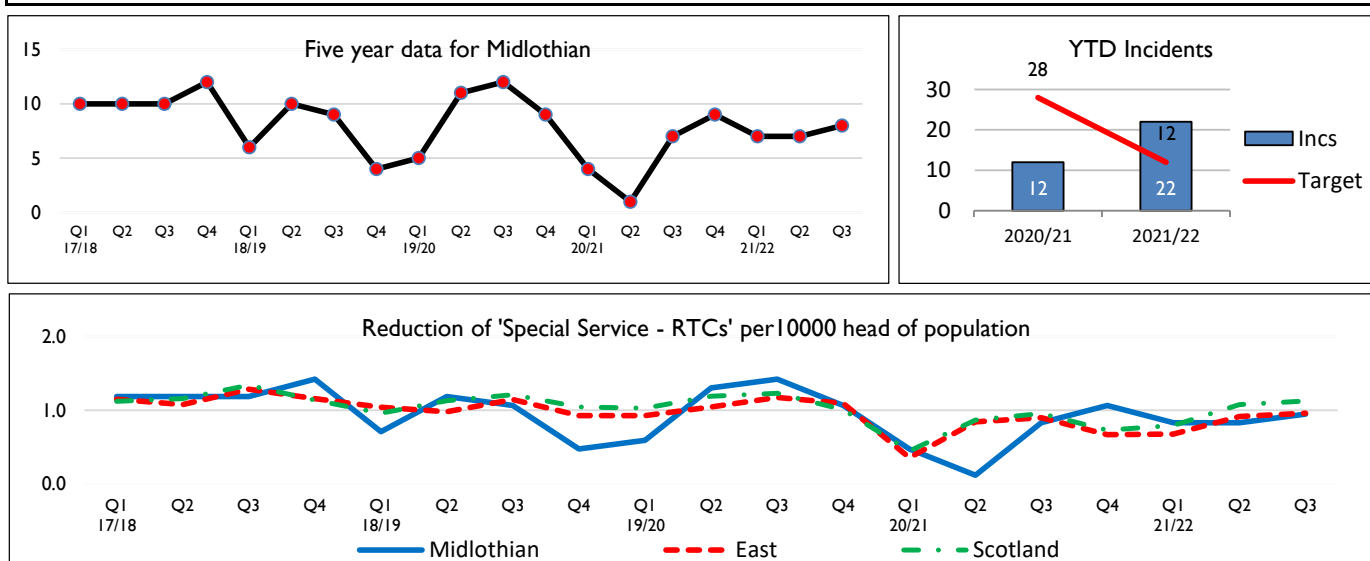 Five year data for Midlothian
15
10
5
0
Q1 Q2 Q3 Q4 Q1 Q2 Q3 Q4 Q1 Q2 Q3 Q4 Q1 Q2 Q3 Q4 Q1 Q2 Q3
17/18 18/19 19/20 20/21 21/22
YTD Incidents
28
30
20
10
0
12
12
22
2020/21 2021/22
Incs
Target
Reduction of 'Special Service - RTCs' per10000 head of population
2.0
1.0
0.0
Q1 Q2 Q3 Q4 Q1 Q2 Q3 Q4 Q1 Q2 Q3 Q4 Q1 Q2 Q3 Q4 Q1 Q2 Q3
17/18 18/19 19/20 20/21 21/22
Midlothian East Scotland